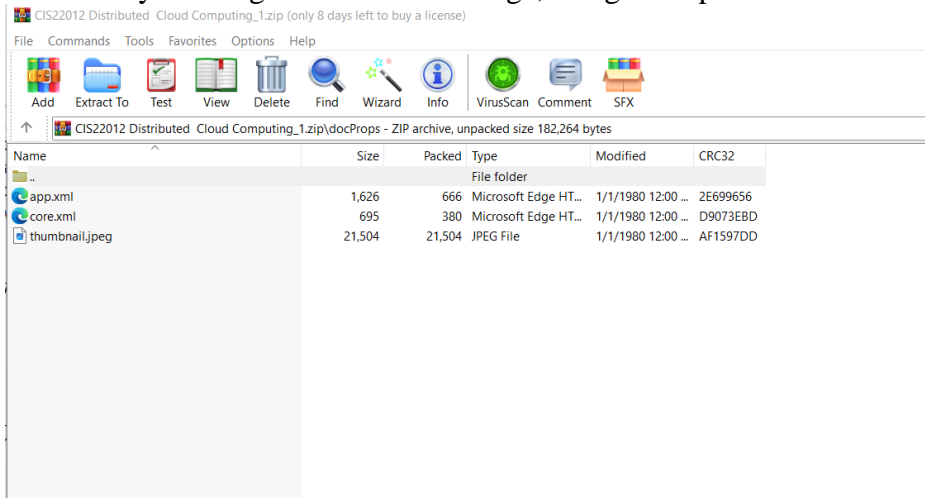 CIS22012 Distributed  Cloud Computing_1.zip (only 8 days left to buy a license)
File Commands Tools Favorites Options Help
Add Extract To Test View Delete Find Wizard Info VirusScan Comment SFX
CIS22012 Distributed  Cloud Computing_1.zip\docProps - ZIP archive, unpacked size 182,264 bytes
Name Size Packed Type Modified CRC32
.. File folder
app.xml 1,626 666 Microsoft Edge HT... 1/1/1980 12:00 ... 2E699656
core.xml 695 380 Microsoft Edge HT... 1/1/1980 12:00 ... D9073EBD
thumbnail.jpeg 21,504 21,504 JPEG File 1/1/1980 12:00 ... AF1597DD